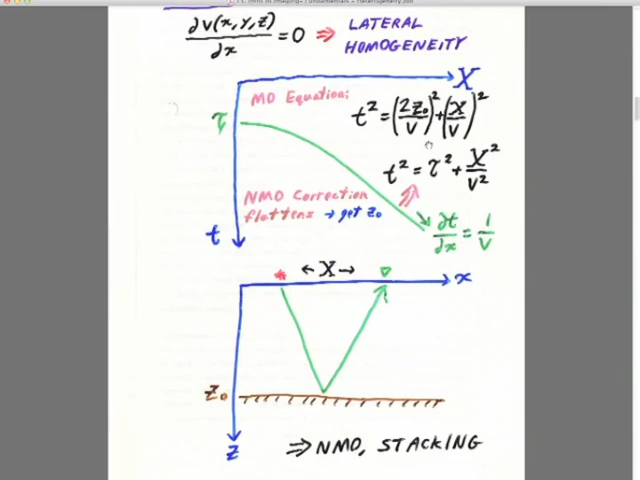 ∂v(x,y,z)/∂x = 0 ⇒ LATERAL
HOMOGENEITY
X
MO Equation:
τ
t² = (2z₀/v)² + (X/v)²
t² = τ² + X²/v²
NMO Correction
flattens → get z₀
t
∂t/∂x = 1/v
* ← X → ▽
x
z₀
z
⇒ NMO, STACKING